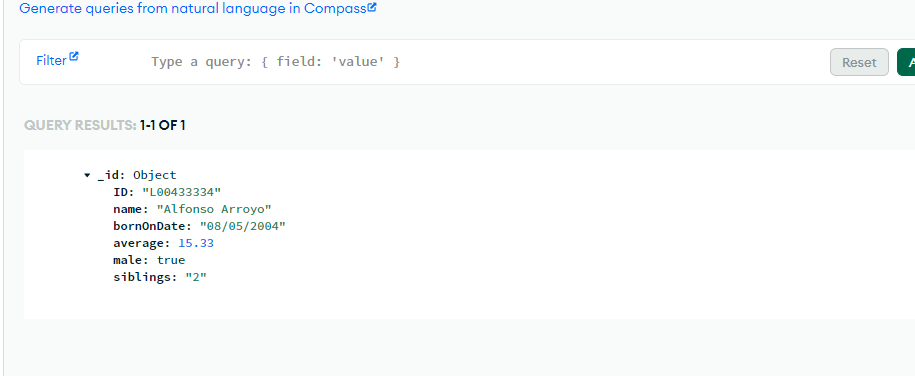 Generate queries from natural language in Compass
Filter
Type a query: { field: 'value' }
Reset
A
QUERY RESULTS: 1-1 OF 1
_id: Object
ID: "L00433334"
name: "Alfonso Arroyo"
bornOnDate: "08/05/2004"
average: 15.33
male: true
siblings: "2"